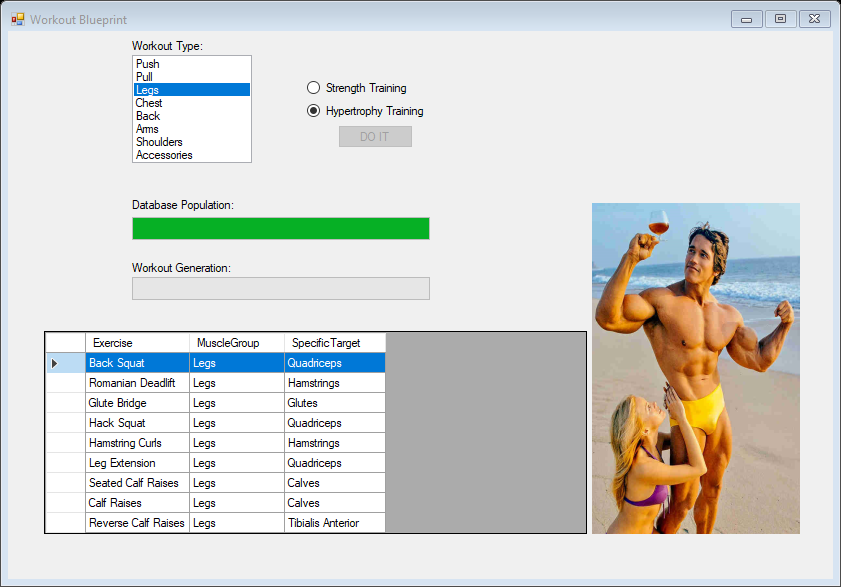 Workout Blueprint
Workout Type:
Push
Pull
Legs
Chest
Back
Arms
Shoulders
Accessories
Strength Training
Hypertrophy Training
DO IT
Database Population:
Workout Generation:
Exercise MuscleGroup SpecificTarget
Back Squat Legs Quadriceps
Romanian Deadlift Legs Hamstrings
Glute Bridge Legs Glutes
Hack Squat Legs Quadriceps
Hamstring Curls Legs Hamstrings
Leg Extension Legs Quadriceps
Seated Calf Raises Legs Calves
Calf Raises Legs Calves
Reverse Calf Raises Legs Tibialis Anterior